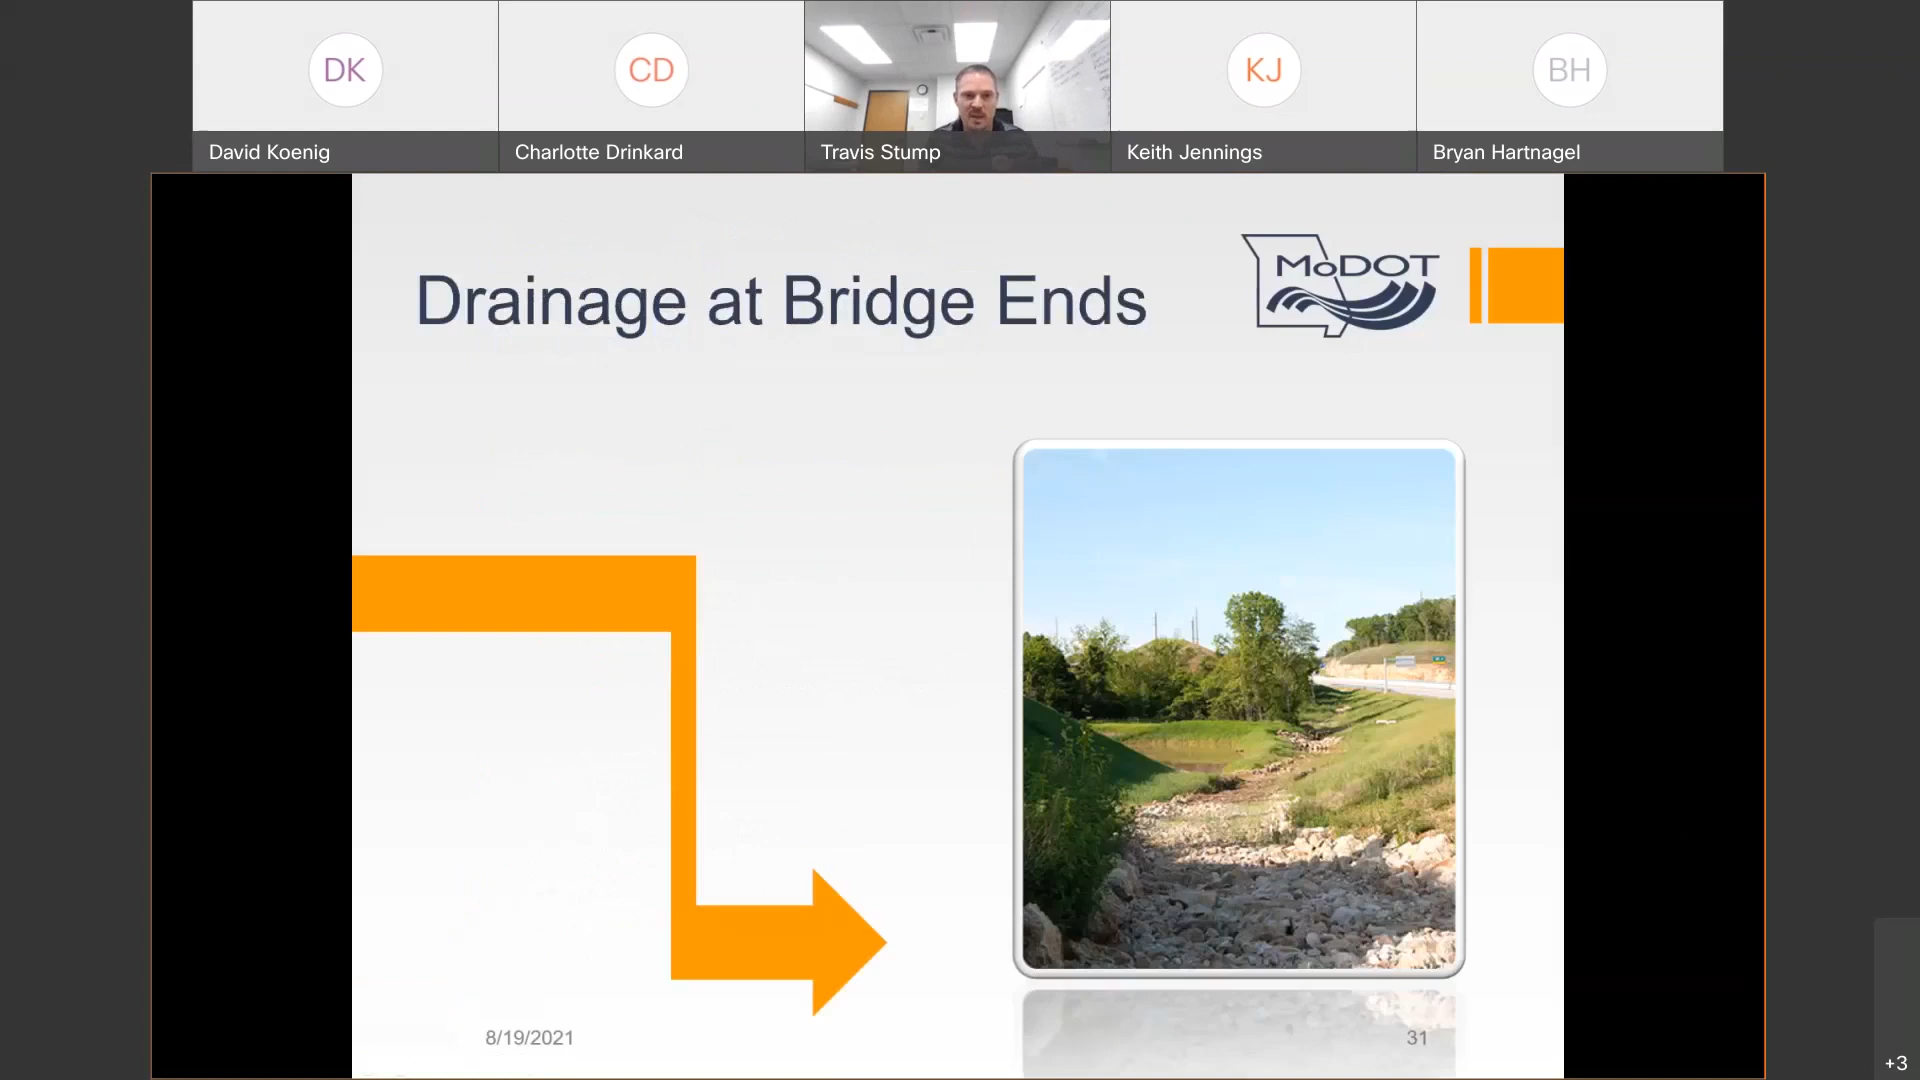 DK
CD
KJ
BH
David Koenig
Charlotte Drinkard
Travis Stump
Keith Jennings
Bryan Hartnagel
Drainage at Bridge Ends
MoDOT
8/19/2021
31
+3